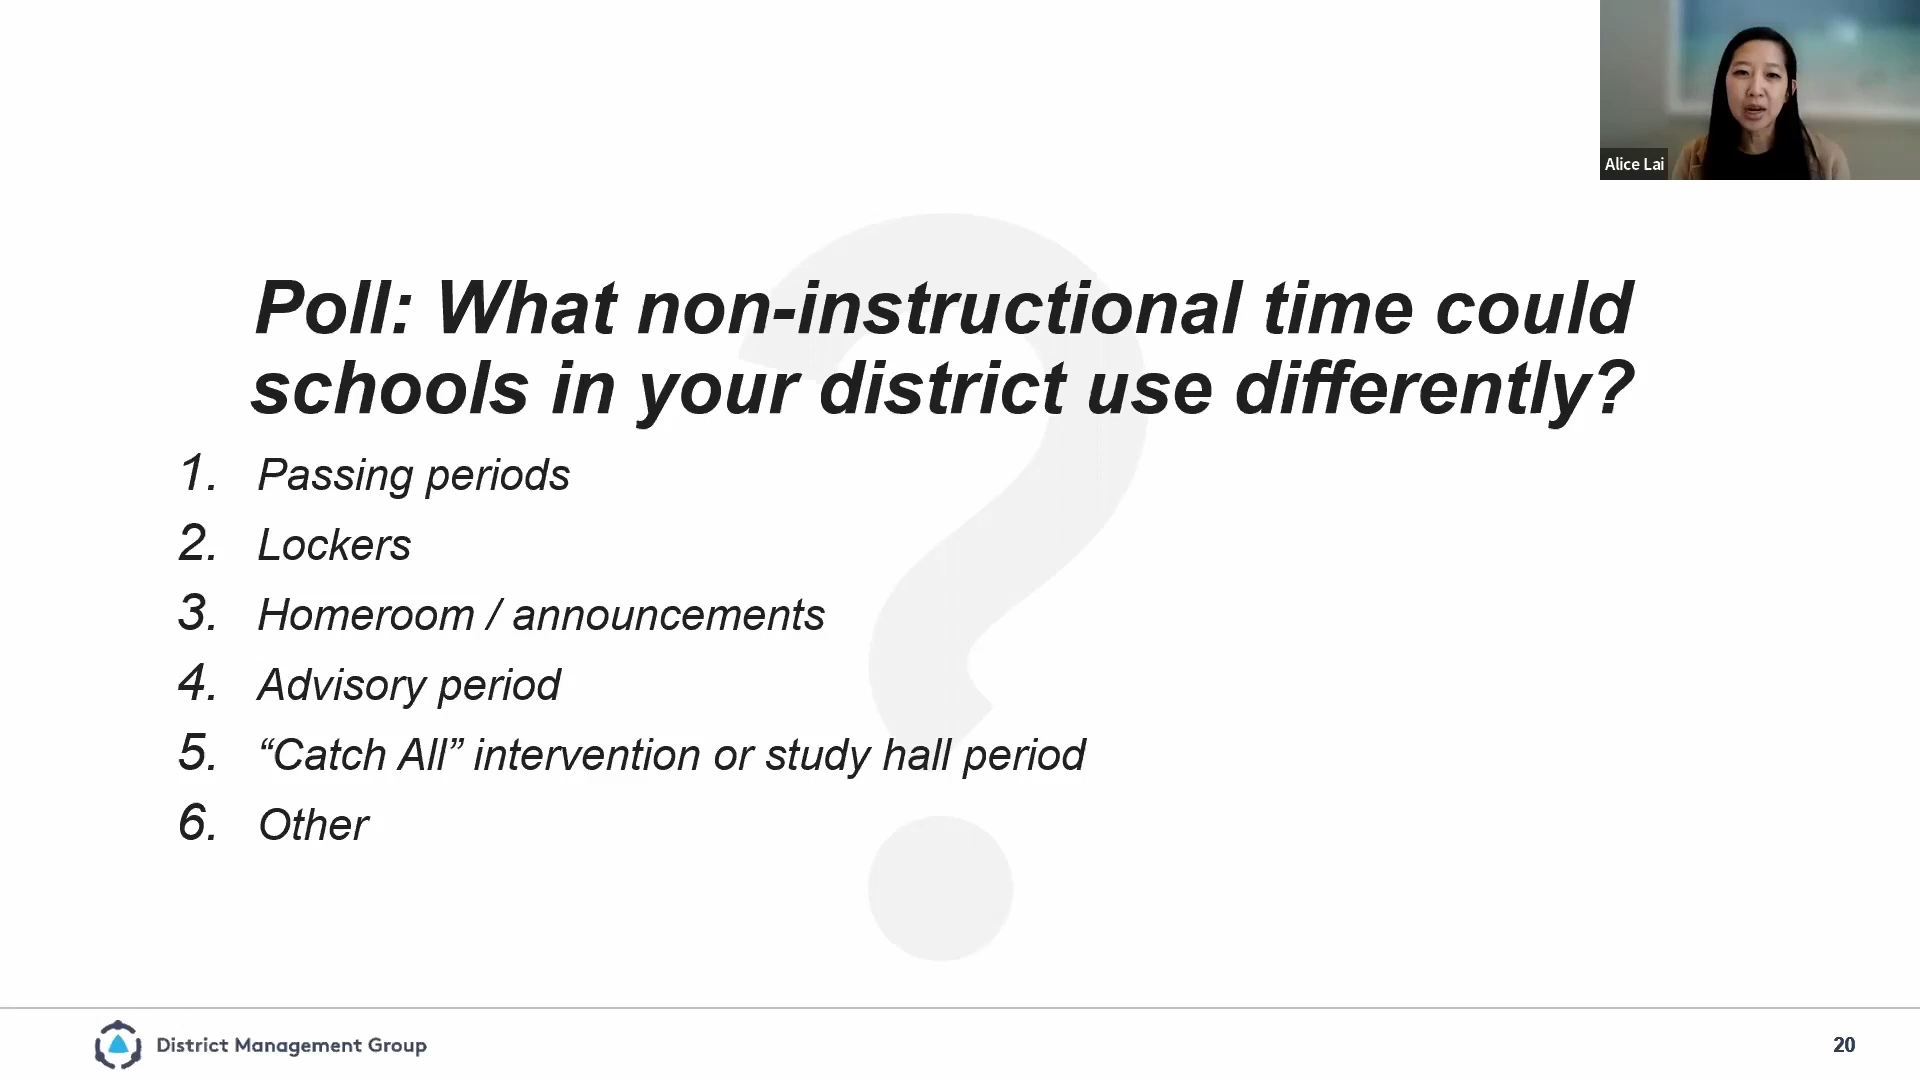 Alice Lai
Poll: What non-instructional time could
schools in your district use differently?
1. Passing periods
2. Lockers
3. Homeroom / announcements
4. Advisory period
5. “Catch All” intervention or study hall period
6. Other
District Management Group
20